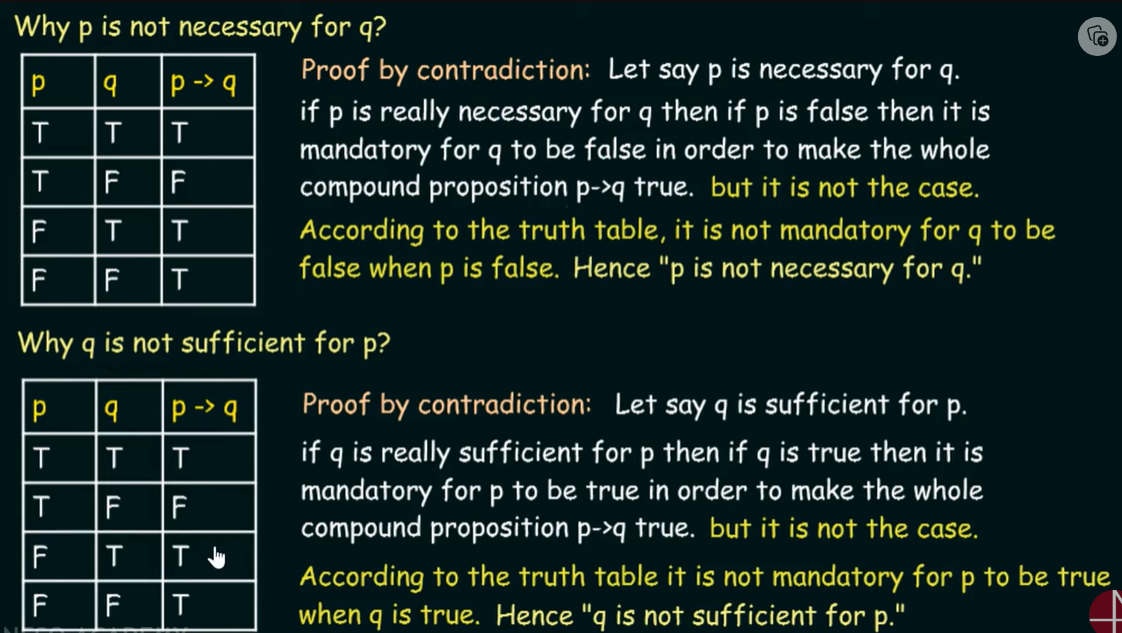 Why p is not necessary for q?
p q p -> q
T T T
T F F
F T T
F F T
Proof by contradiction: Let say p is necessary for q.
if p is really necessary for q then if p is false then it is
mandatory for q to be false in order to make the whole
compound proposition p->q true. but it is not the case.
According to the truth table, it is not mandatory for q to be
false when p is false. Hence "p is not necessary for q."
Why q is not sufficient for p?
p q p -> q
T T T
T F F
F T T
F F T
Proof by contradiction: Let say q is sufficient for p.
if q is really sufficient for p then if q is true then it is
mandatory for p to be true in order to make the whole
compound proposition p->q true. but it is not the case.
According to the truth table it is not mandatory for p to be true
when q is true. Hence "q is not sufficient for p."